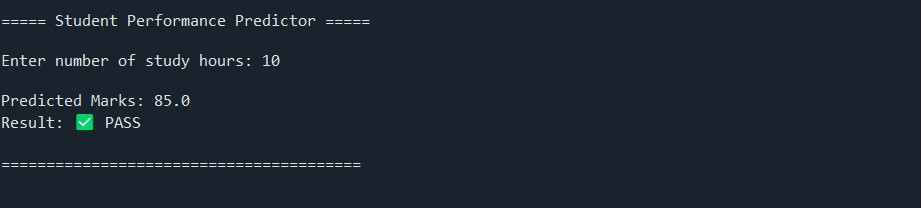 ===== Student Performance Predictor =====
Enter number of study hours: 10
Predicted Marks: 85.0
Result: ✅ PASS
========================================